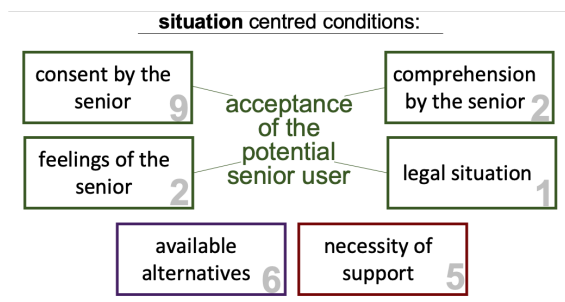 situation centred conditions:
consent by the
senior
9
comprehension
by the senior
2
acceptance
of the
potential
senior user
feelings of the
senior
2
legal situation
1
available
alternatives
6
necessity of
support
5